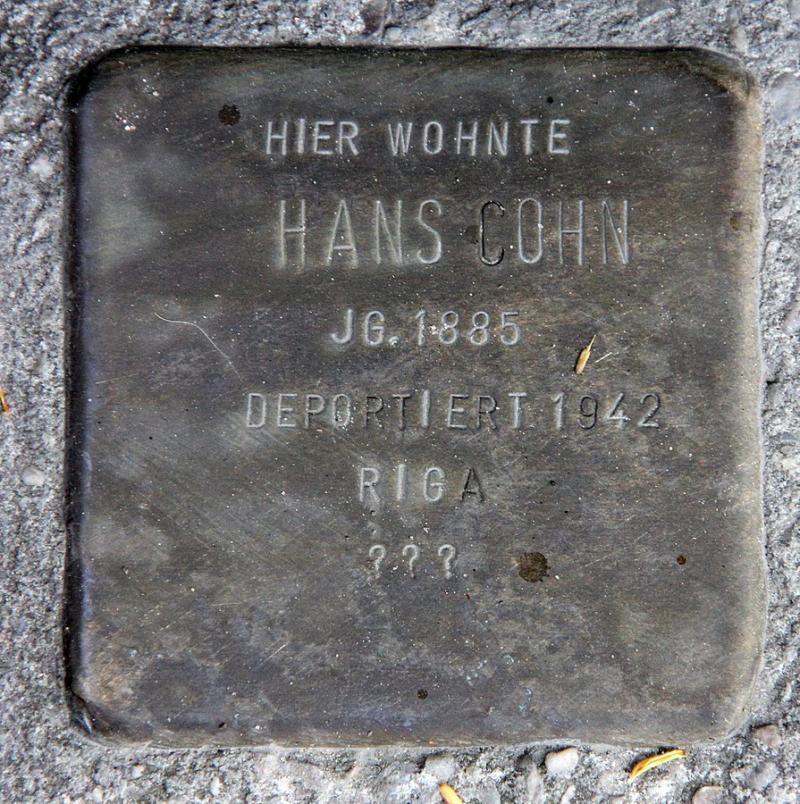 HIER WOHNTE
HANS COHN
JG. 1885
DEPORTIERT 1942
RIGA
???